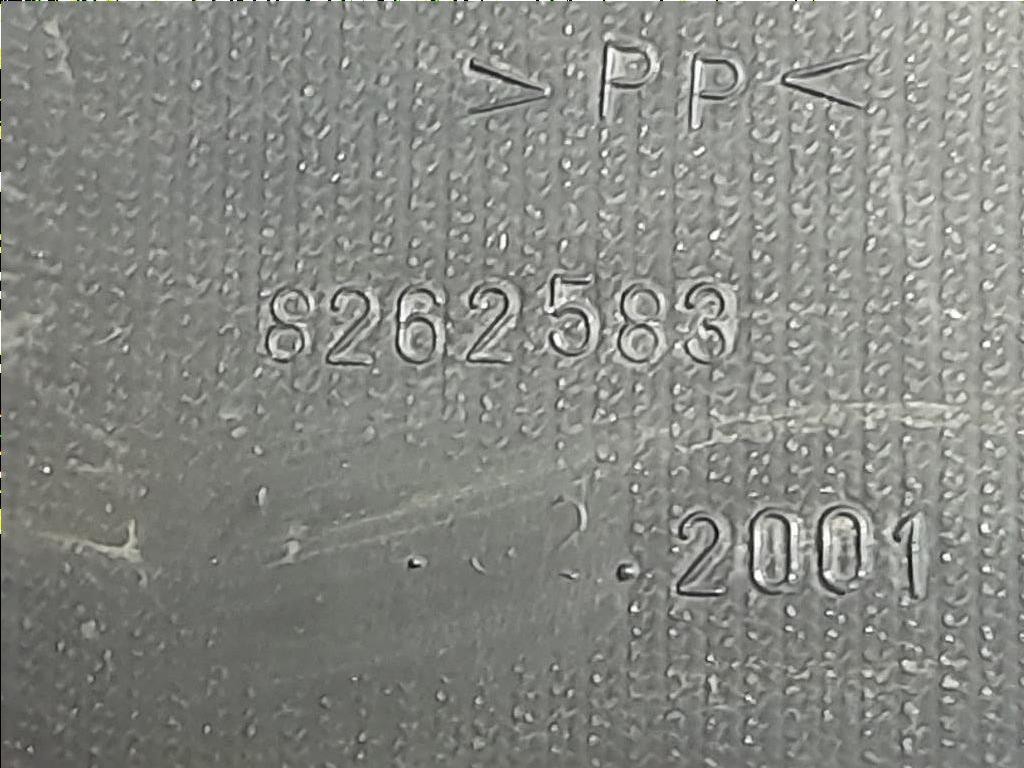 >PP<
8262583
. . 2001